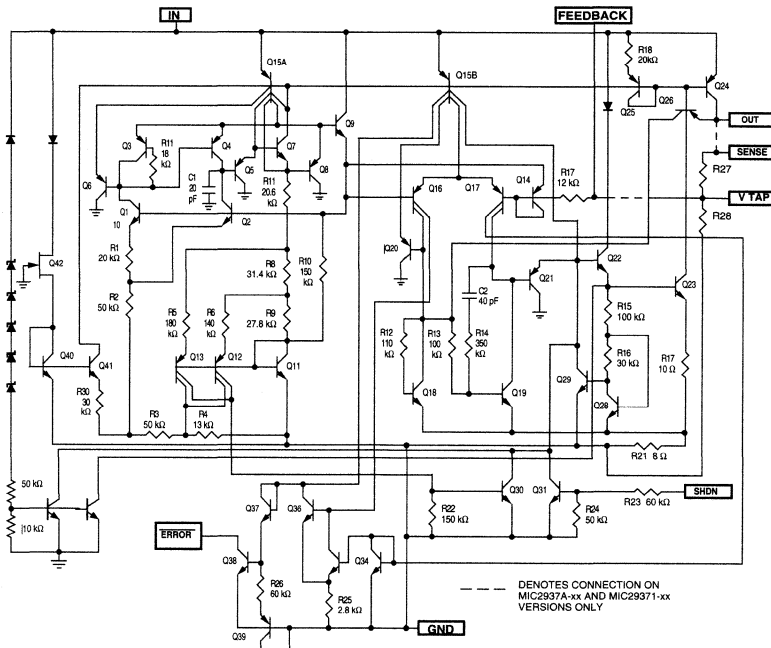 IN
FEEDBACK
R18
20kΩ
Q15A
Q15B
Q24
Q25
Q26
OUT
SENSE
V TAP
R27
R28
Q9
Q3
R11
18
kΩ
Q4
Q7
Q5
Q8
Q6
C1
20
pF
R11
20.6
kΩ
Q16
Q17
Q14
R17
12 kΩ
Q1
10
Q2
R1
20 kΩ
R8
31.4 kΩ
R10
150
kΩ
Q20
Q42
R2
50 kΩ
R5
180
kΩ
R6
140
kΩ
R9
27.8 kΩ
C2
40 pF
Q21
Q22
Q23
R15
100 kΩ
R12
110
kΩ
R13
100
kΩ
R14
350
kΩ
R16
30 kΩ
R17
10 Ω
Q40
Q41
Q13
Q12
Q11
Q18
Q19
Q29
Q28
R30
30
kΩ
R3
50 kΩ
R4
13 kΩ
R21 8 Ω
50 kΩ
j10 kΩ
Q37
Q36
R22
150 kΩ
Q30
Q31
R24
50 kΩ
R23 60 kΩ
SHDN
ERROR
Q38
Q34
R26
60 kΩ
R25
2.8 kΩ
Q39
GND
DENOTES CONNECTION ON
MIC2937A-xx AND MIC29371-xx
VERSIONS ONLY